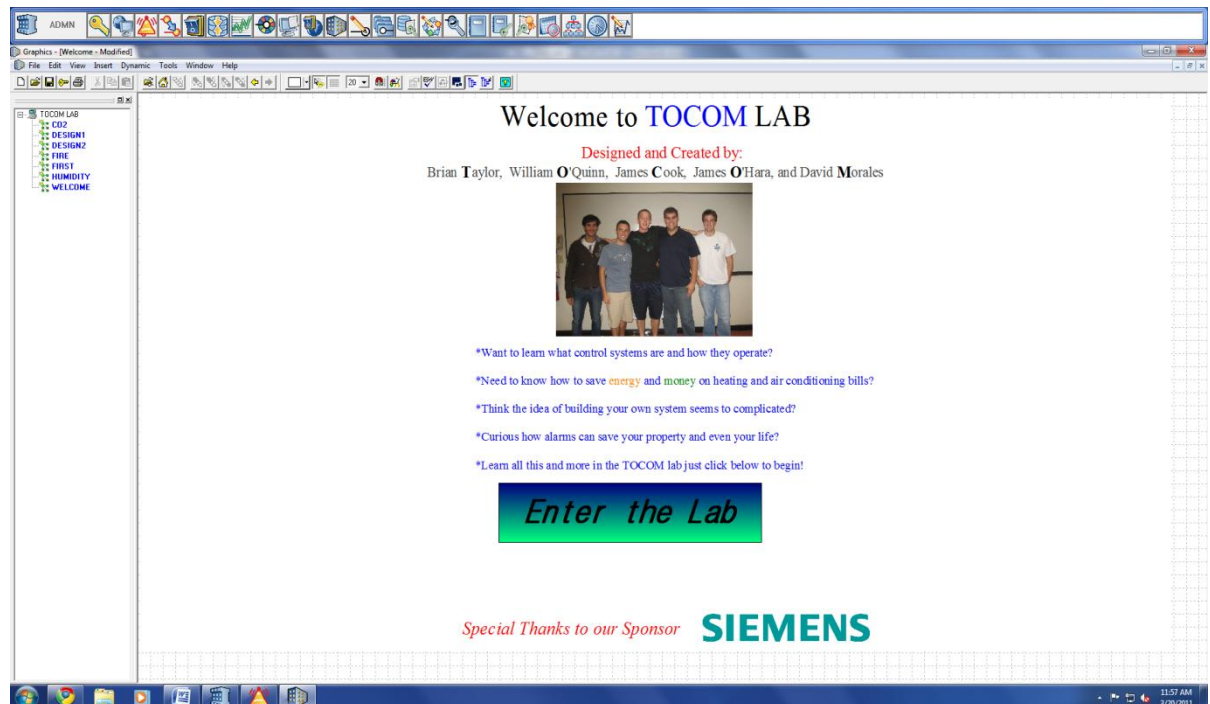 ADMN
Graphics - [Welcome - Modified]
File Edit View Insert Dynamic Tools Window Help
20
TOCOM LAB
CO2
DESIGN1
DESIGN2
FIRE
FIRST
HUMIDITY
WELCOME
Welcome to TOCOM LAB
Designed and Created by:
Brian Taylor, William O'Quinn, James Cook, James O'Hara, and David Morales
*Want to learn what control systems are and how they operate?
*Need to know how to save energy and money on heating and air conditioning bills?
*Think the idea of building your own system seems to complicated?
*Curious how alarms can save your property and even your life?
*Learn all this and more in the TOCOM lab just click below to begin!
Enter the Lab
Special Thanks to our Sponsor SIEMENS
11:57 AM